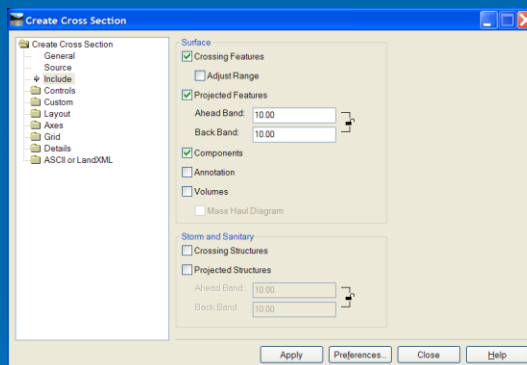 Create Cross Section
Create Cross Section
General
Source
Include
Controls
Custom
Layout
Axes
Grid
Details
ASCII or LandXML
Surface
Crossing Features
Adjust Range
Projected Features
Ahead Band: 10.00
Back Band: 10.00
Components
Annotation
Volumes
Mass Haul Diagram
Storm and Sanitary
Crossing Structures
Projected Structures
Ahead Band: 10.00
Back Band: 10.00
Apply Preferences... Close Help